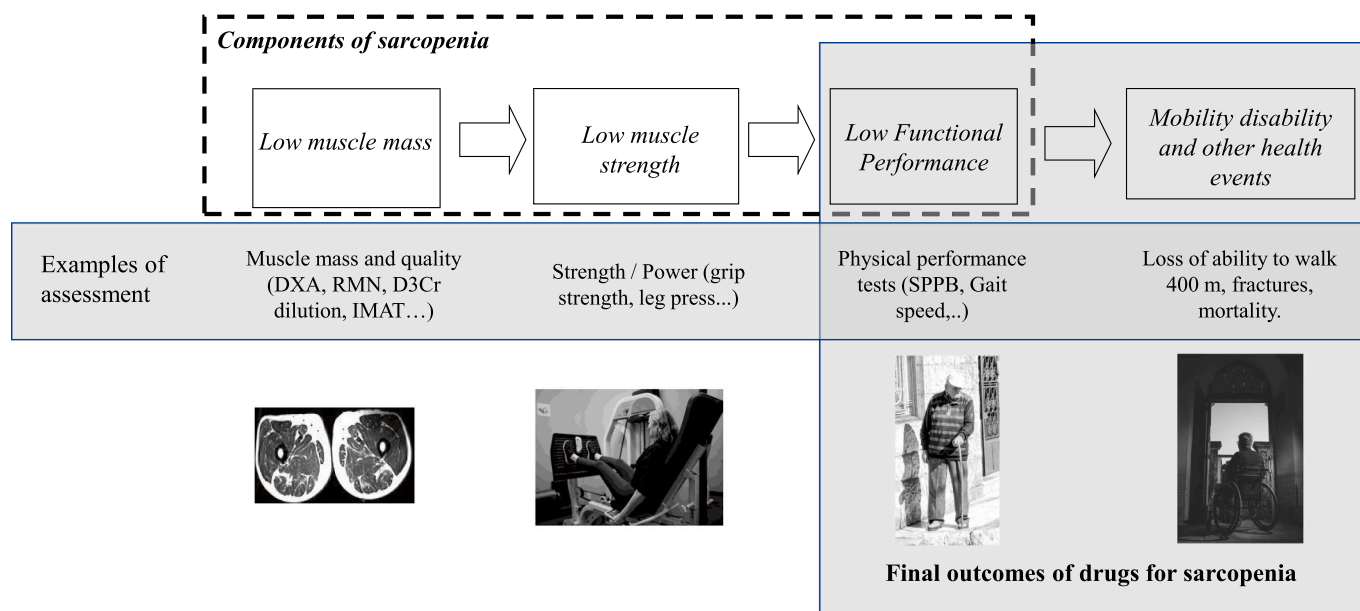 Components of sarcopenia
Low muscle mass
Low muscle
strength
Low Functional
Performance
Mobility disability
and other health
events
Examples of
assessment
Muscle mass and quality
(DXA, RMN, D3Cr
dilution, IMAT…)
Strength / Power (grip
strength, leg press...)
Physical performance
tests (SPPB, Gait
speed,..)
Loss of ability to walk
400 m, fractures,
mortality.
Final outcomes of drugs for sarcopenia